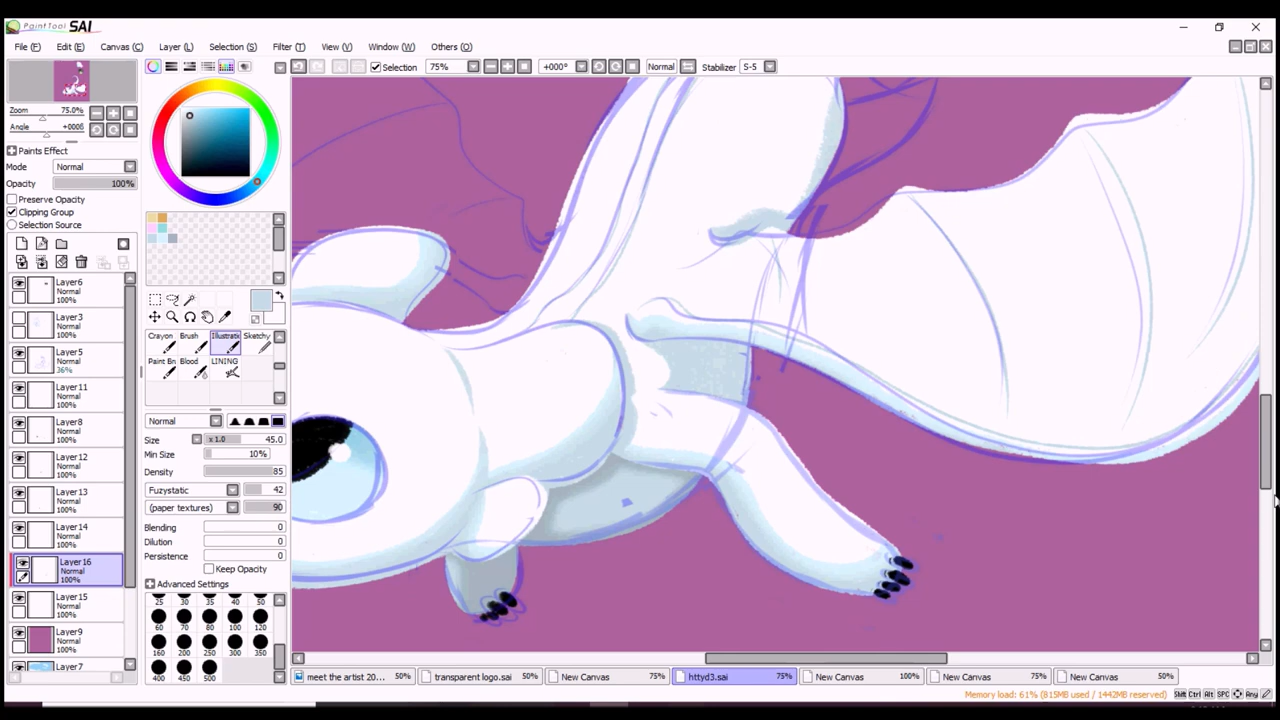 PaintTool SAI
File (F) Edit (E) Canvas (C) Layer (L) Selection (S) Filter (T) View (V) Window (W) Others (O)
Selection 75% +000° Normal Stabilizer S-5
Zoom 75.0%
Angle
Paints Effect
Mode Normal
Opacity 100%
Preserve Opacity
Clipping Group
Selection Source
Layer6
Normal
100%
Layer3
Normal
100%
Layer5
Normal
36%
Layer11
Normal
100%
Layer8
Normal
100%
Layer12
Normal
100%
Layer13
Normal
100%
Layer14
Normal
100%
Layer16
Normal
100%
Layer15
Normal
100%
Layer9
Normal
100%
Layer7
Crayon Brush Illustratic Sketchy
Paint Bn Blood LINING
Normal
Size x 1.0 45.0
Min Size 10%
Density 85
Fuzystatic 42
(paper textures) 90
Blending 0
Dilution 0
Persistence 0
Keep Opacity
Advanced Settings
25 30 35 40 50
60 70 80 100 120
160 200 250 300 350
400 450 500
meet the artist 20... 50% transparent logo.sai 50% New Canvas 75% httyd3.sai 75% New Canvas 100% New Canvas 75% New Canvas 50%
Memory load: 61% (815MB used / 1442MB reserved) Shft Ctrl Alt SPC Any